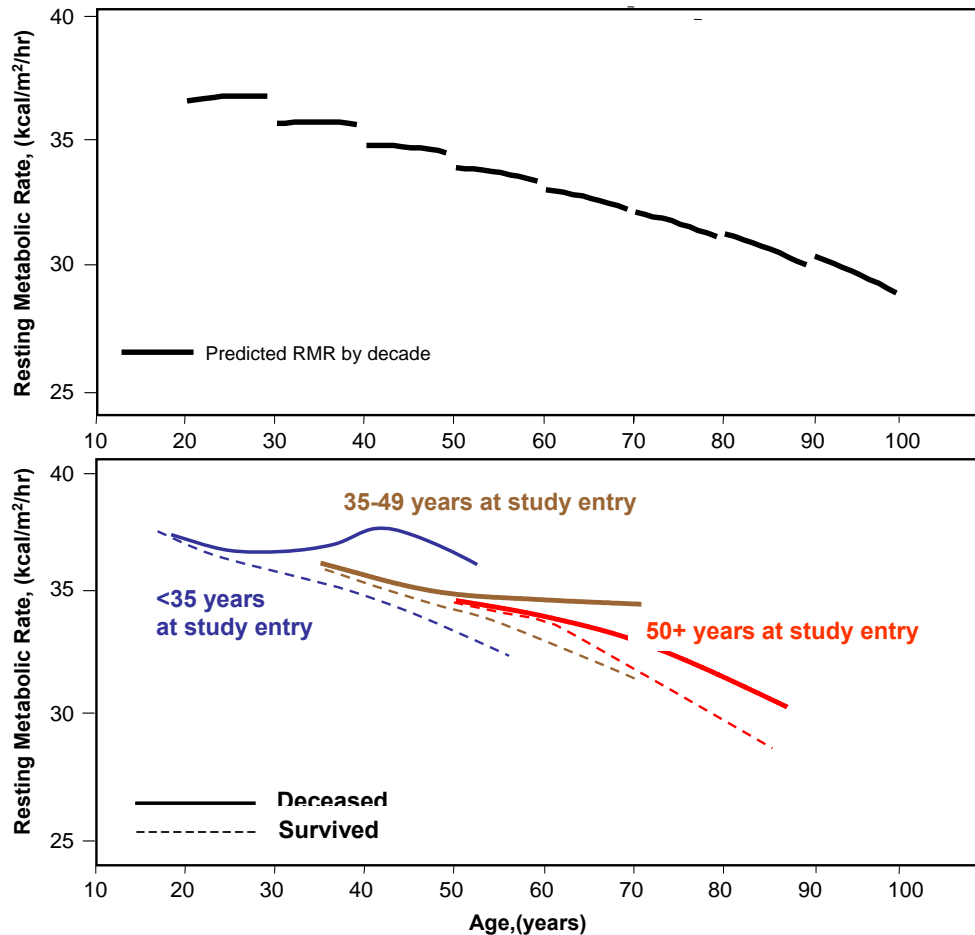 40
35
30
25
Resting Metabolic Rate, (kcal/m²/hr)
Predicted RMR by decade
10 20 30 40 50 60 70 80 90 100
40
35
30
25
Resting Metabolic Rate, (kcal/m²/hr)
35-49 years at study entry
<35 years
at study entry
50+ years at study entry
Deceased
Survived
10 20 30 40 50 60 70 80 90 100
Age,(years)